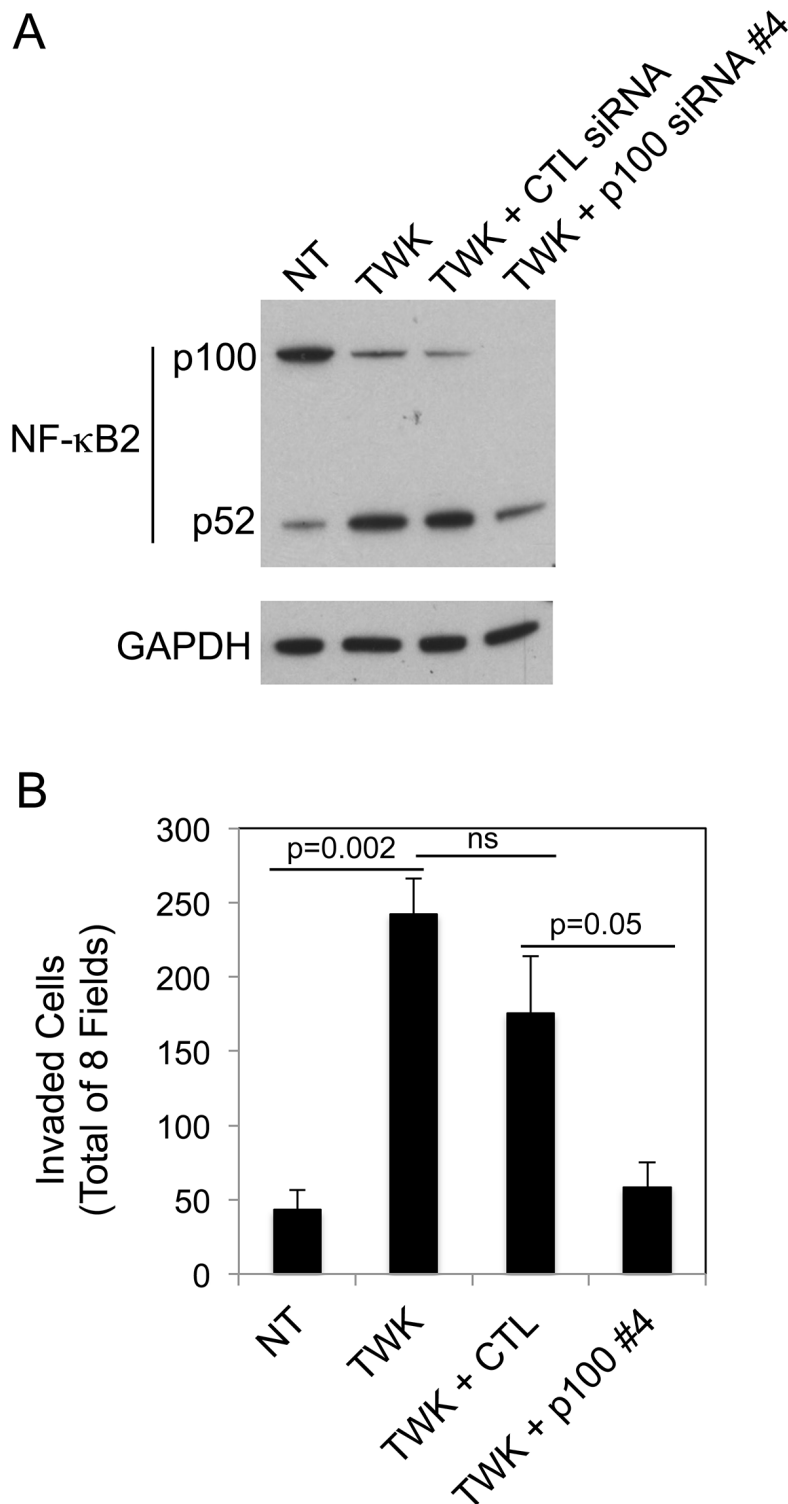 A
NT
TWK
TWK + CTL siRNA
TWK + p100 siRNA #4
p100
NF-κB2
p52
GAPDH
B
300
250
200
150
100
50
0
Invaded Cells
(Total of 8 Fields)
p=0.002
ns
p=0.05
NT
TWK
TWK + CTL
TWK + p100 #4